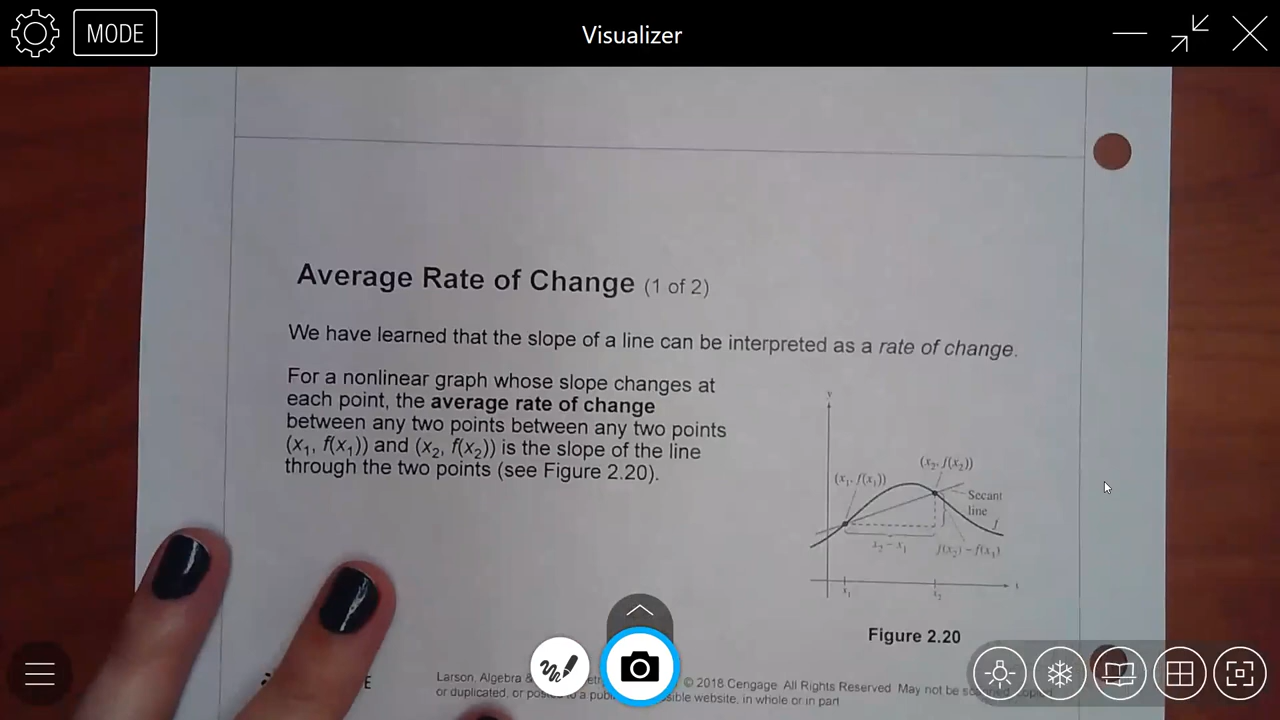 MODE
Visualizer
Average Rate of Change (1 of 2)
We have learned that the slope of a line can be interpreted as a rate of change.
For a nonlinear graph whose slope changes at
each point, the average rate of change
between any two points between any two points
(x₁, f(x₁)) and (x₂, f(x₂)) is the slope of the line
through the two points (see Figure 2.20).
y
(x₂, f(x₂))
(x₁, f(x₁))
Secant
line
f
x₂ − x₁
f(x₂) − f(x₁)
x₁
x₂
x
Figure 2.20
Larson, Algebra & © 2018 Cengage. All Rights Reserved. May not be
or duplicated, or website, in whole or in part